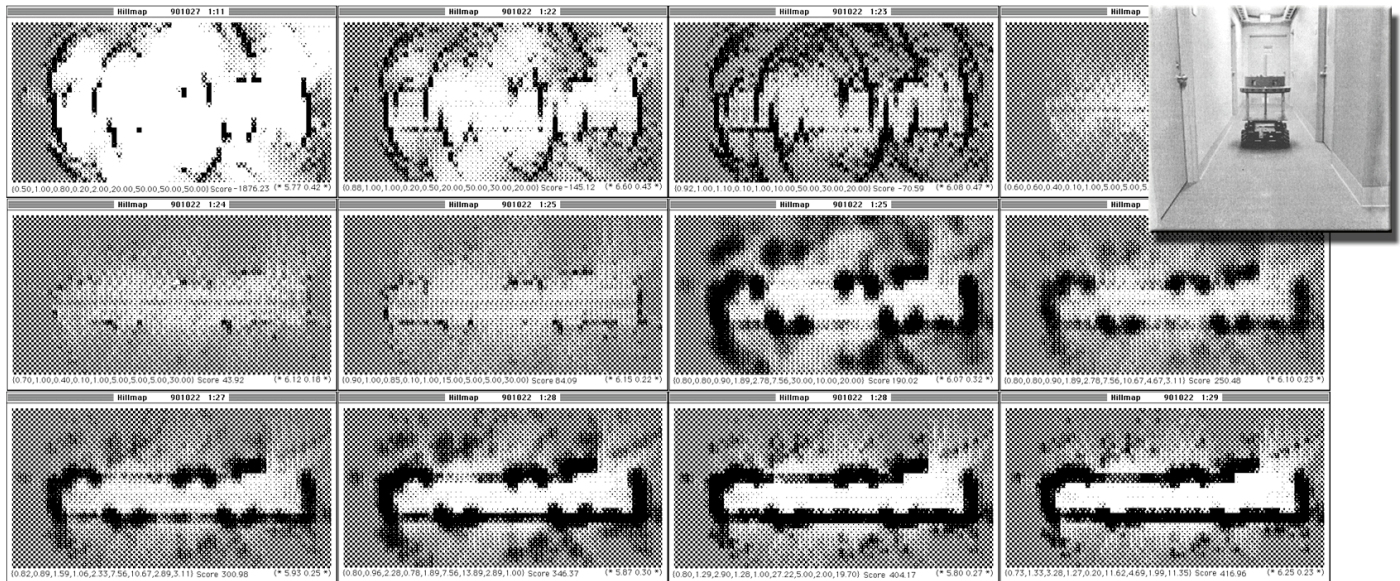 Hillmap 901027 1:11
Hillmap 901022 1:22
Hillmap 901022 1:23
Hillmap
(0.50,1.00,0.80,0.20,2.00,20.00,50.00,50.00,50.00) Score -1876.23 (* 5.77 0.42 *)
(0.88,1.00,1.00,0.20,0.50,20.00,50.00,30.00,20.00) Score -145.12 (* 6.60 0.43 *)
(0.92,1.00,1.10,0.10,1.00,10.00,50.00,30.00,20.00) Score -70.59 (* 6.08 0.47 *)
(0.60,0.60,0.40,0.10,1.00,5.00,5.00,5.
Hillmap 901022 1:24
Hillmap 901022 1:25
Hillmap 901022 1:25
Hillmap
(0.70,1.00,0.40,0.10,1.00,5.00,5.00,5.00,30.00) Score 43.92 (* 6.12 0.18 *)
(0.90,1.00,0.85,0.10,1.00,15.00,5.00,5.00,30.00) Score 84.09 (* 6.15 0.22 *)
(0.80,0.80,0.90,1.89,2.78,7.56,30.00,10.00,20.00) Score 190.02 (* 6.07 0.32 *)
(0.80,0.80,0.90,1.89,2.78,7.56,10.67,4.67,3.11) Score 250.48 (* 6.10 0.23 *)
Hillmap 901022 1:27
Hillmap 901022 1:28
Hillmap 901022 1:28
Hillmap 901022 1:29
(0.82,0.89,1.59,1.06,2.33,7.56,10.67,2.89,3.11) Score 300.98 (* 5.93 0.25 *)
(0.80,0.96,2.28,0.78,1.89,7.56,13.89,2.89,1.00) Score 346.37 (* 5.87 0.30 *)
(0.80,1.29,2.90,1.28,1.00,27.22,5.00,2.00,19.70) Score 404.17 (* 5.80 0.27 *)
(0.73,1.33,3.28,1.27,0.20,11.62,4.69,1.99,11.35) Score 416.96 (* 6.25 0.23 *)